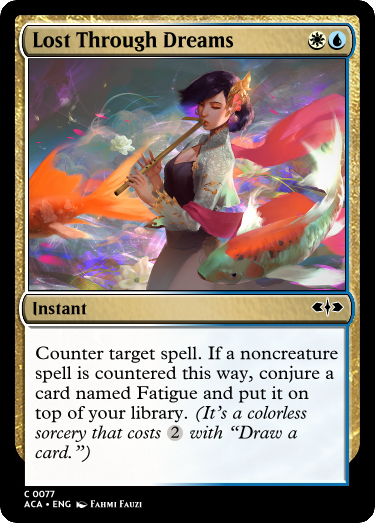 Lost Through Dreams
Instant
Counter target spell. If a noncreature
spell is countered this way, conjure a
card named Fatigue and put it on
top of your library. (It's a colorless
sorcery that costs 2 with “Draw a
card.”)
C 0077
ACA • ENG Fahmi Fauzi